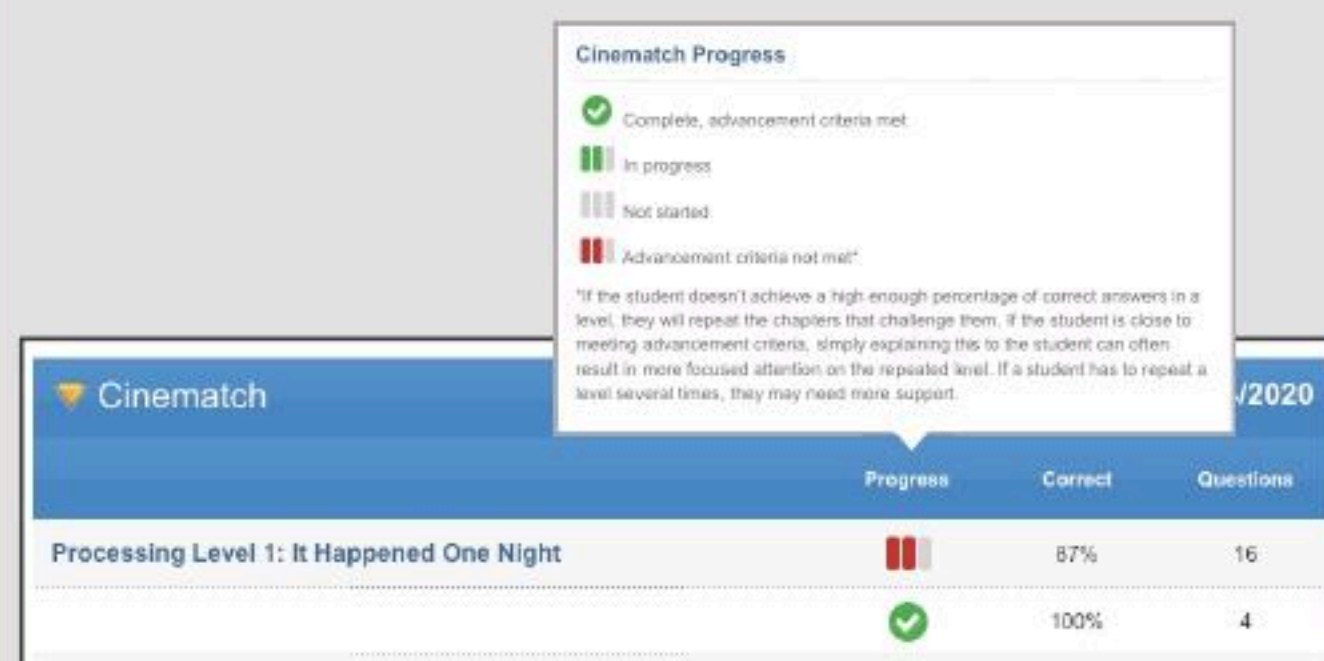 Cinematch Progress
Complete, advancement criteria met
In progress
Not started
Advancement criteria not met*
*If the student doesn't achieve a high enough percentage of correct answers in a
level, they will repeat the chapters that challenge them. If the student is close to
meeting advancement criteria, simply explaining this to the student can often
result in more focused attention on the repeated level. If a student has to repeat a
level several times, they may need more support.
Cinematch
/2020
Progress Correct Questions
Processing Level 1: It Happened One Night 87% 16
100% 4